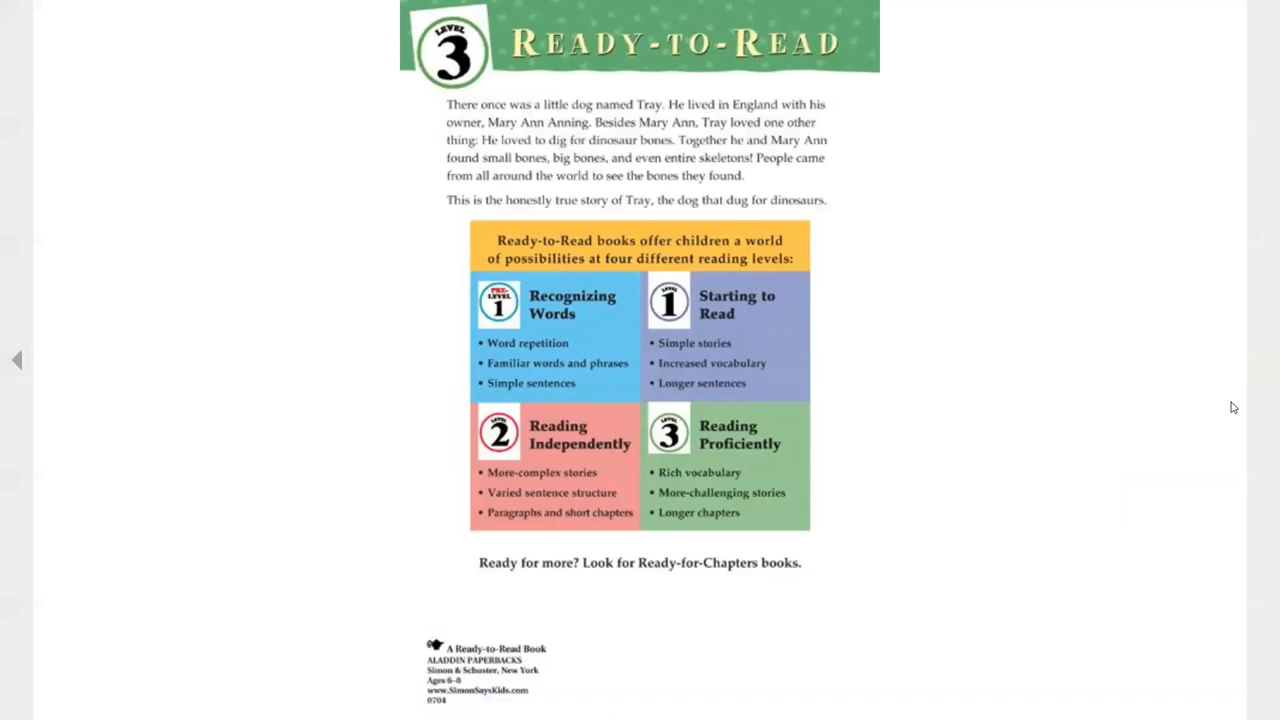 LEVEL
3
READY-TO-READ
There once was a little dog named Tray. He lived in England with his
owner, Mary Ann Anning. Besides Mary Ann, Tray loved one other
thing: He loved to dig for dinosaur bones. Together he and Mary Ann
found small bones, big bones, and even entire skeletons! People came
from all around the world to see the bones they found.
This is the honestly true story of Tray, the dog that dug for dinosaurs.
Ready-to-Read books offer children a world
of possibilities at four different reading levels:
PRE-
LEVEL
1
Recognizing
Words
• Word repetition
• Familiar words and phrases
• Simple sentences
LEVEL
1
Starting to
Read
• Simple stories
• Increased vocabulary
• Longer sentences
LEVEL
2
Reading
Independently
• More-complex stories
• Varied sentence structure
• Paragraphs and short chapters
LEVEL
3
Reading
Proficiently
• Rich vocabulary
• More-challenging stories
• Longer chapters
Ready for more? Look for Ready-for-Chapters books.
A Ready-to-Read Book
ALADDIN PAPERBACKS
Simon & Schuster, New York
Ages 6–8
www.SimonSaysKids.com
0704